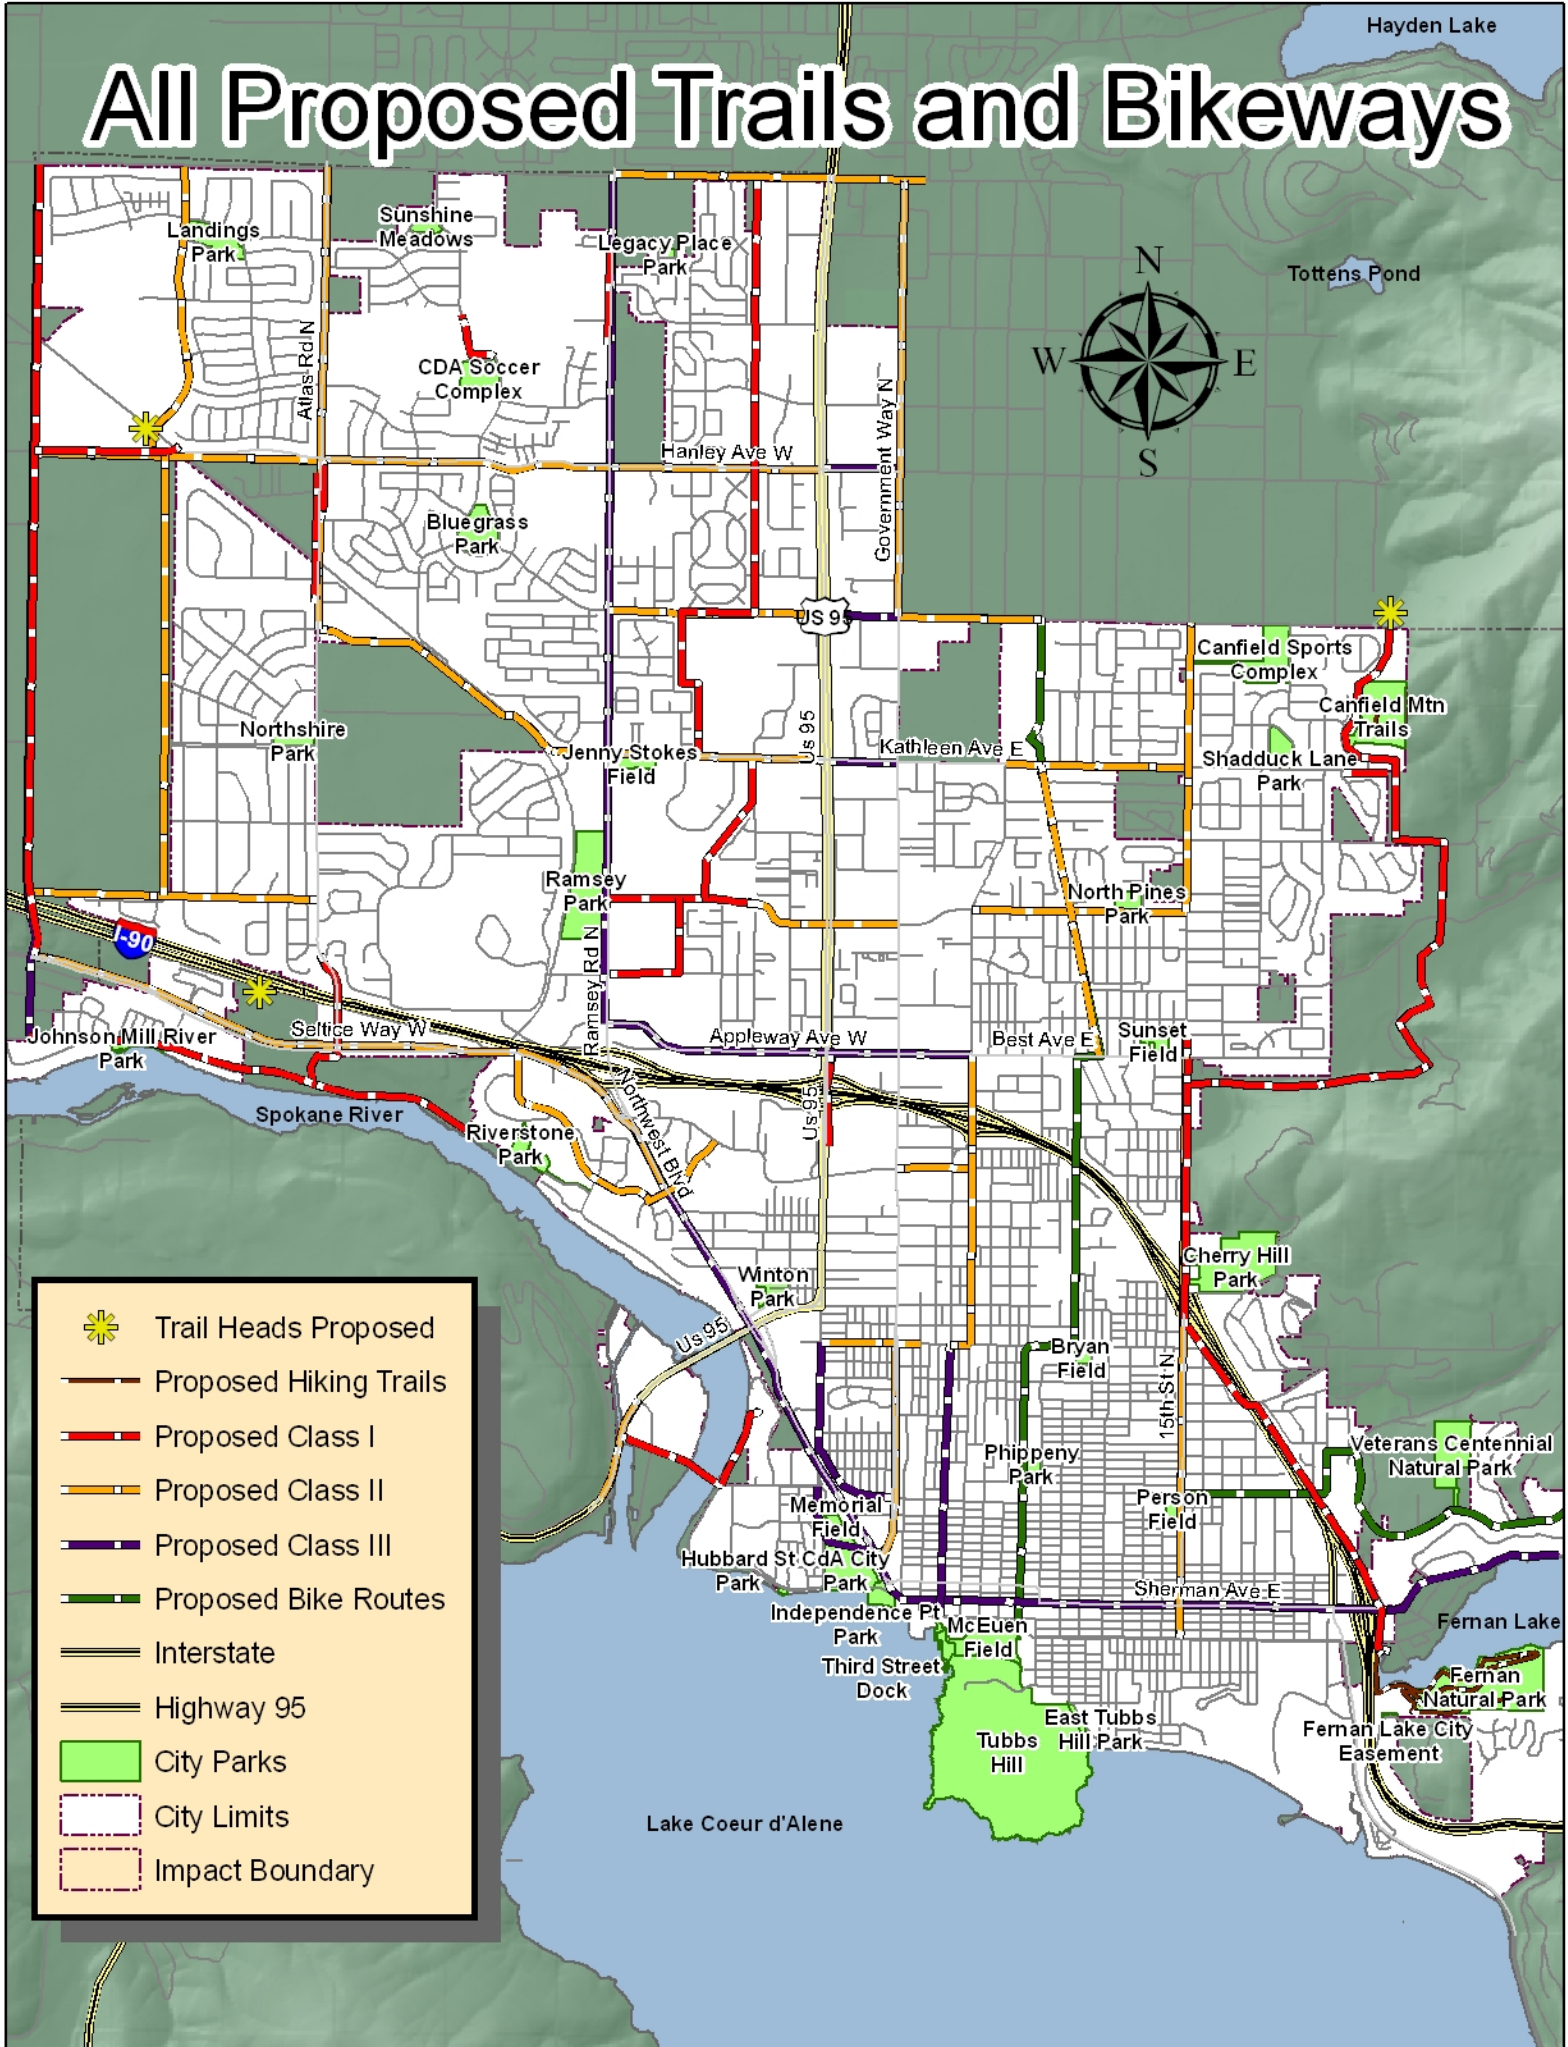 Hayden Lake
All Proposed Trails and Bikeways
Landings
Park
Sunshine
Meadows
Legacy Place
Park
Tottens Pond
N
W
E
S
Atlas Rd N
CDA Soccer
Complex
Government Way N
Hanley Ave W
Bluegrass
Park
US 95
Canfield Sports
Complex
Canfield Mtn
Trails
Northshire
Park
Jenny Stokes
Field
Us 95
Kathleen Ave E
Shadduck Lane
Park
Ramsey
Park
North Pines
Park
I-90
Ramsey Rd N
Seltice Way W
Johnson Mill River
Park
Appleway Ave W
Best Ave E
Sunset
Field
Spokane River
Riverstone
Park
Northwest Blvd
Us 95
Cherry Hill
Park
Winton
Park
Us 95
Bryan
Field
15th St N
Phippeny
Park
Person
Field
Veterans Centennial
Natural Park
Memorial
Field
Hubbard St
Park
CdA City
Park
Sherman Ave E
Independence Pt
Park
McEuen
Field
Fernan Lake
Third Street
Dock
Fernan
Natural Park
East Tubbs
Hill Park
Tubbs
Hill
Fernan Lake City
Easement
Lake Coeur d'Alene
Trail Heads Proposed
Proposed Hiking Trails
Proposed Class I
Proposed Class II
Proposed Class III
Proposed Bike Routes
Interstate
Highway 95
City Parks
City Limits
Impact Boundary